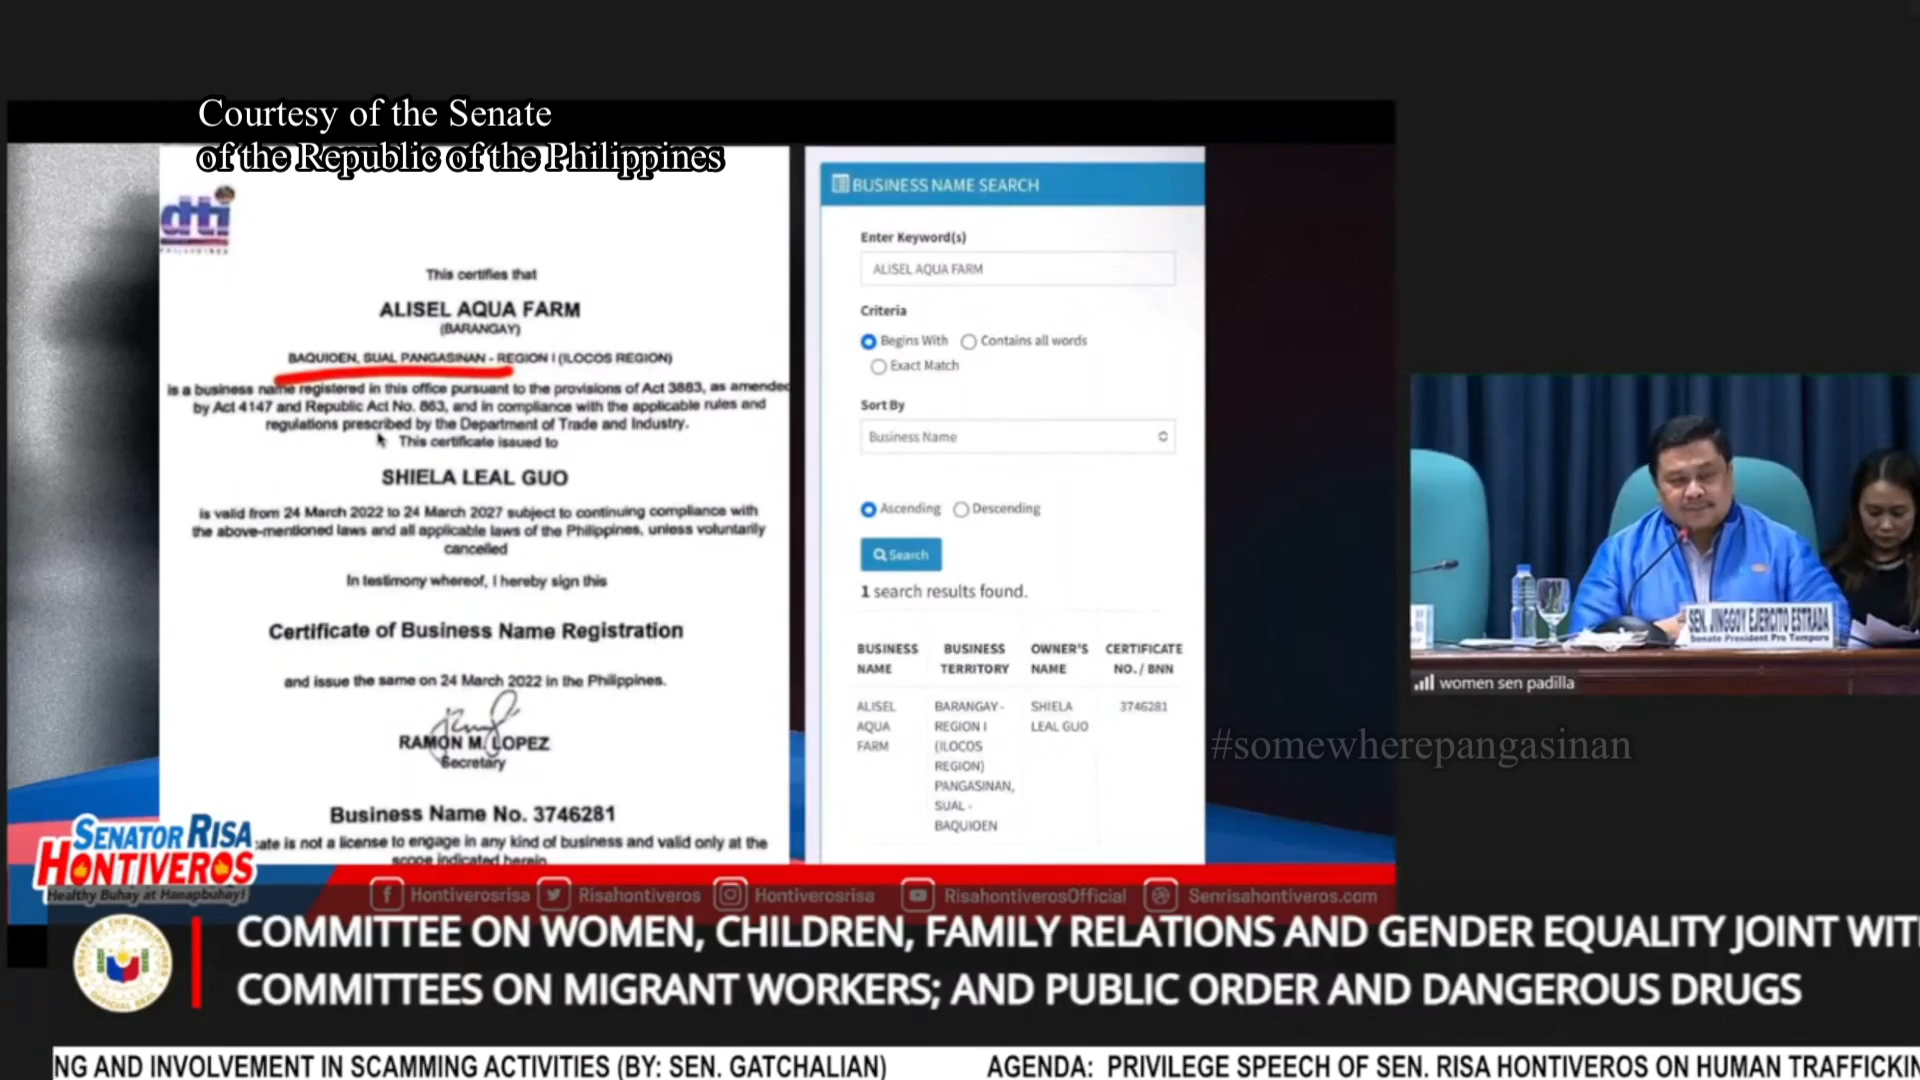 Courtesy of the Senate
of the Republic of the Philippines
dti
PHILIPPINES
This certifies that
ALISEL AQUA FARM
(BARANGAY)
BAQUIOEN, SUAL PANGASINAN - REGION I (ILOCOS REGION)
is a business name registered in this office pursuant to the provisions of Act 3883, as amended
by Act 4147 and Republic Act No. 863, and in compliance with the applicable rules and
regulations prescribed by the Department of Trade and Industry.
This certificate issued to
SHIELA LEAL GUO
is valid from 24 March 2022 to 24 March 2027 subject to continuing compliance with
the above-mentioned laws and all applicable laws of the Philippines, unless voluntarily
cancelled
In testimony whereof, I hereby sign this
Certificate of Business Name Registration
and issue the same on 24 March 2022 in the Philippines.
RAMON M. LOPEZ
Secretary
Business Name No. 3746281
cate is not a license to engage in any kind of business and valid only at the
scope indicated herein
BUSINESS NAME SEARCH
Enter Keyword(s)
ALISEL AQUA FARM
Criteria
Begins With Contains all words
Exact Match
Sort By
Business Name
Ascending Descending
Search
1 search results found.
BUSINESS NAME BUSINESS TERRITORY OWNER'S NAME CERTIFICATE NO. / BNN
ALISEL AQUA FARM BARANGAY - REGION I (ILOCOS REGION) PANGASINAN, SUAL - BAQUIOEN SHIELA LEAL GUO 3746281
SEN. JINGGOY EJERCITO ESTRADA
Senate President Pro Tempore
women sen padilla
#somewherepangasinan
SENATOR RISA
HONTIVEROS
Healthy Buhay at Hanapbuhay!
Hontiverosrisa Risahontiveros Hontiverosrisa RisahontiverosOfficial Senrisahontiveros.com
COMMITTEE ON WOMEN, CHILDREN, FAMILY RELATIONS AND GENDER EQUALITY JOINT WIT
COMMITTEES ON MIGRANT WORKERS; AND PUBLIC ORDER AND DANGEROUS DRUGS
NG AND INVOLVEMENT IN SCAMMING ACTIVITIES (BY: SEN. GATCHALIAN) AGENDA: PRIVILEGE SPEECH OF SEN. RISA HONTIVEROS ON HUMAN TRAFFICKIN